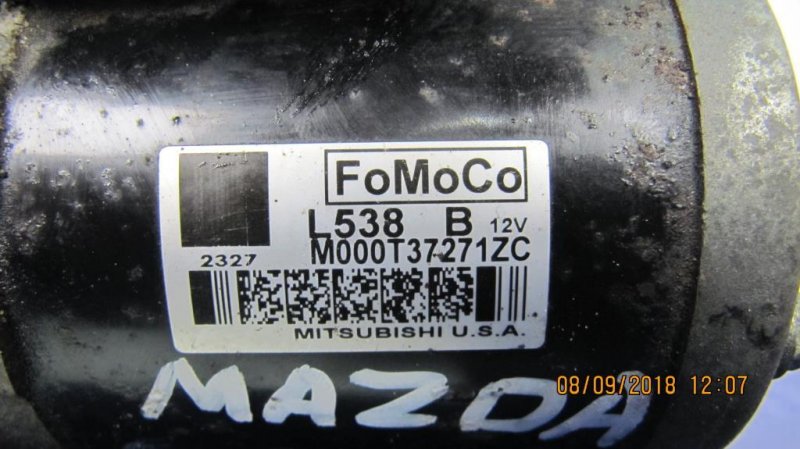 FoMoCo
L538 B 12V
2327 M000T37271ZC
MITSUBISHI U.S.A.
MAZDA
08/09/2018 12:07